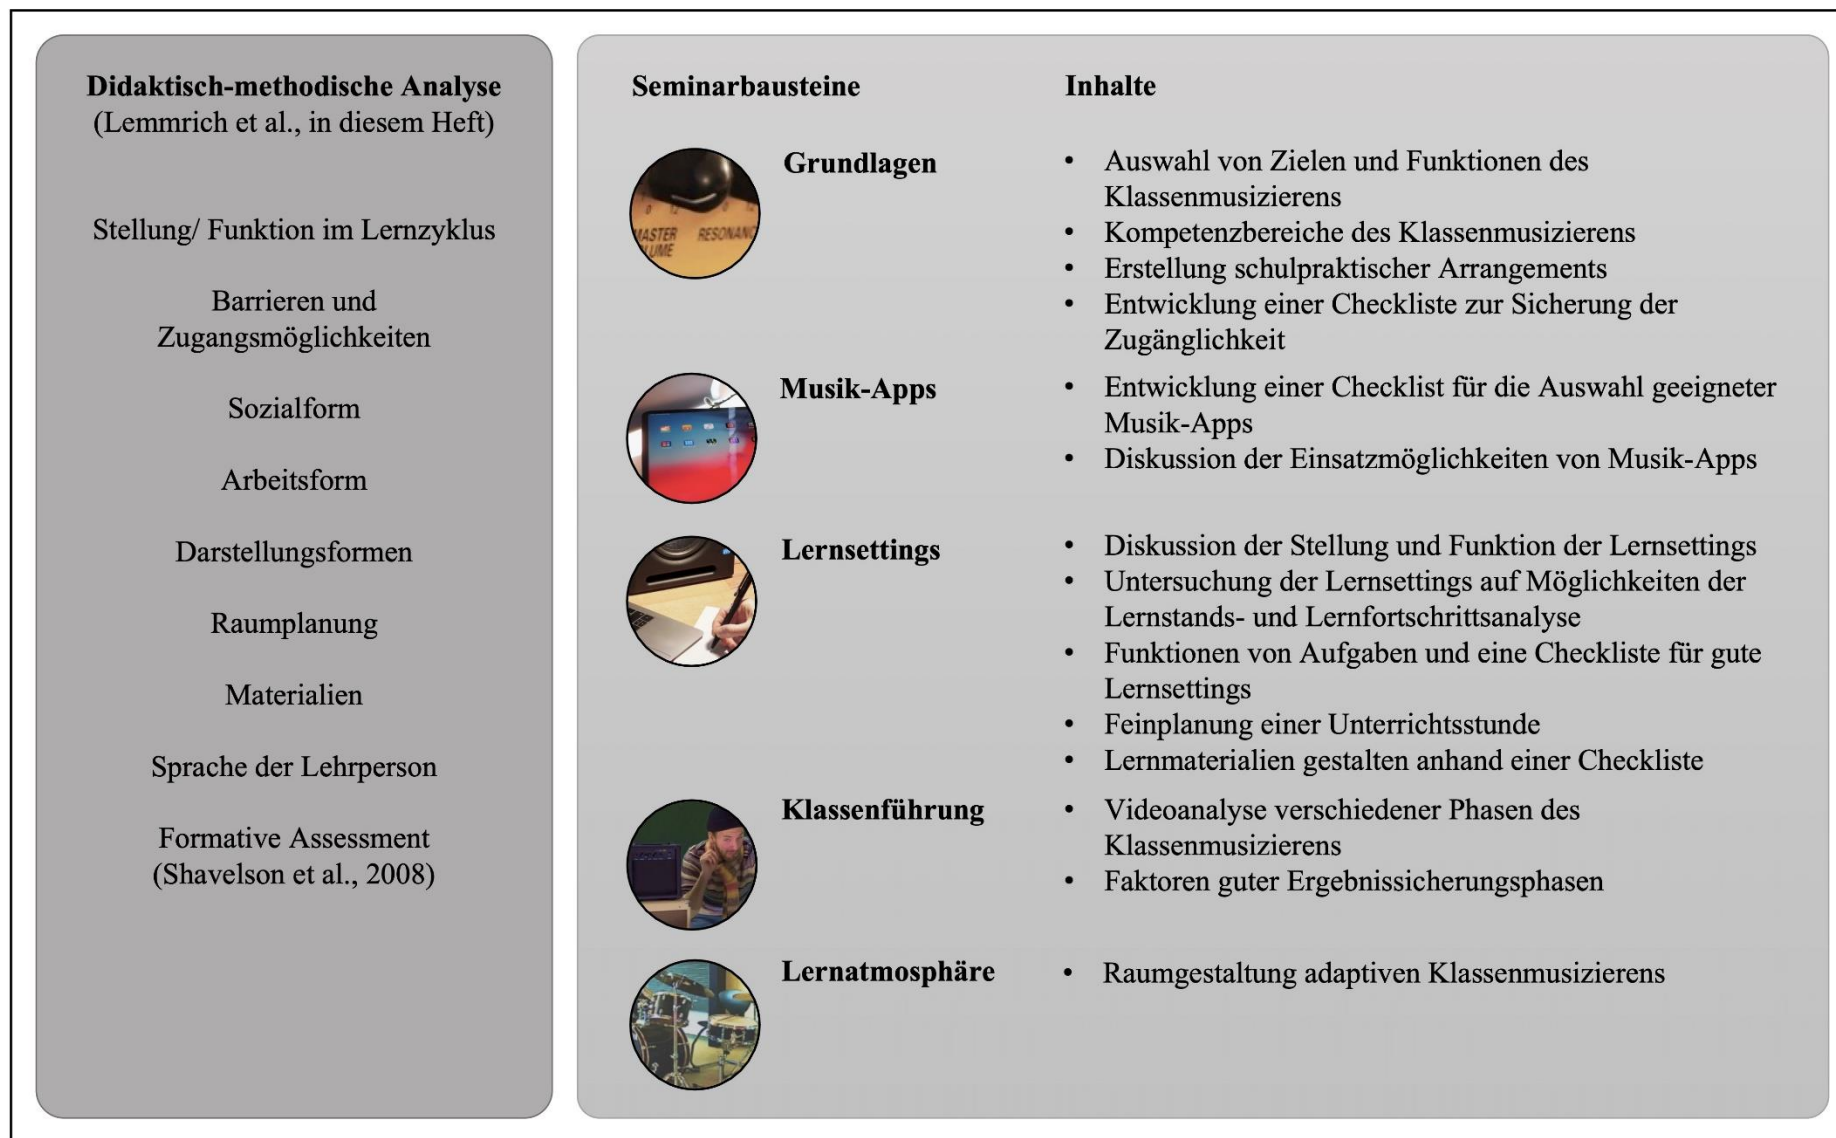 Didaktisch-methodische Analyse
(Lemmrich et al., in diesem Heft)
Stellung/ Funktion im Lernzyklus
Barrieren und
Zugangsmöglichkeiten
Sozialform
Arbeitsform
Darstellungsformen
Raumplanung
Materialien
Sprache der Lehrperson
Formative Assessment
(Shavelson et al., 2008)
Seminarbausteine
Inhalte
Grundlagen
MASTER
RESONANC
LUME
• Auswahl von Zielen und Funktionen des
Klassenmusizierens
• Kompetenzbereiche des Klassenmusizierens
• Erstellung schulpraktischer Arrangements
• Entwicklung einer Checkliste zur Sicherung der
Zugänglichkeit
Musik-Apps
• Entwicklung einer Checklist für die Auswahl geeigneter
Musik-Apps
• Diskussion der Einsatzmöglichkeiten von Musik-Apps
Lernsettings
• Diskussion der Stellung und Funktion der Lernsettings
• Untersuchung der Lernsettings auf Möglichkeiten der
Lernstands- und Lernfortschrittsanalyse
• Funktionen von Aufgaben und eine Checkliste für gute
Lernsettings
• Feinplanung einer Unterrichtsstunde
• Lernmaterialien gestalten anhand einer Checkliste
Klassenführung
• Videoanalyse verschiedener Phasen des
Klassenmusizierens
• Faktoren guter Ergebnissicherungsphasen
Lernatmosphäre
• Raumgestaltung adaptiven Klassenmusizierens